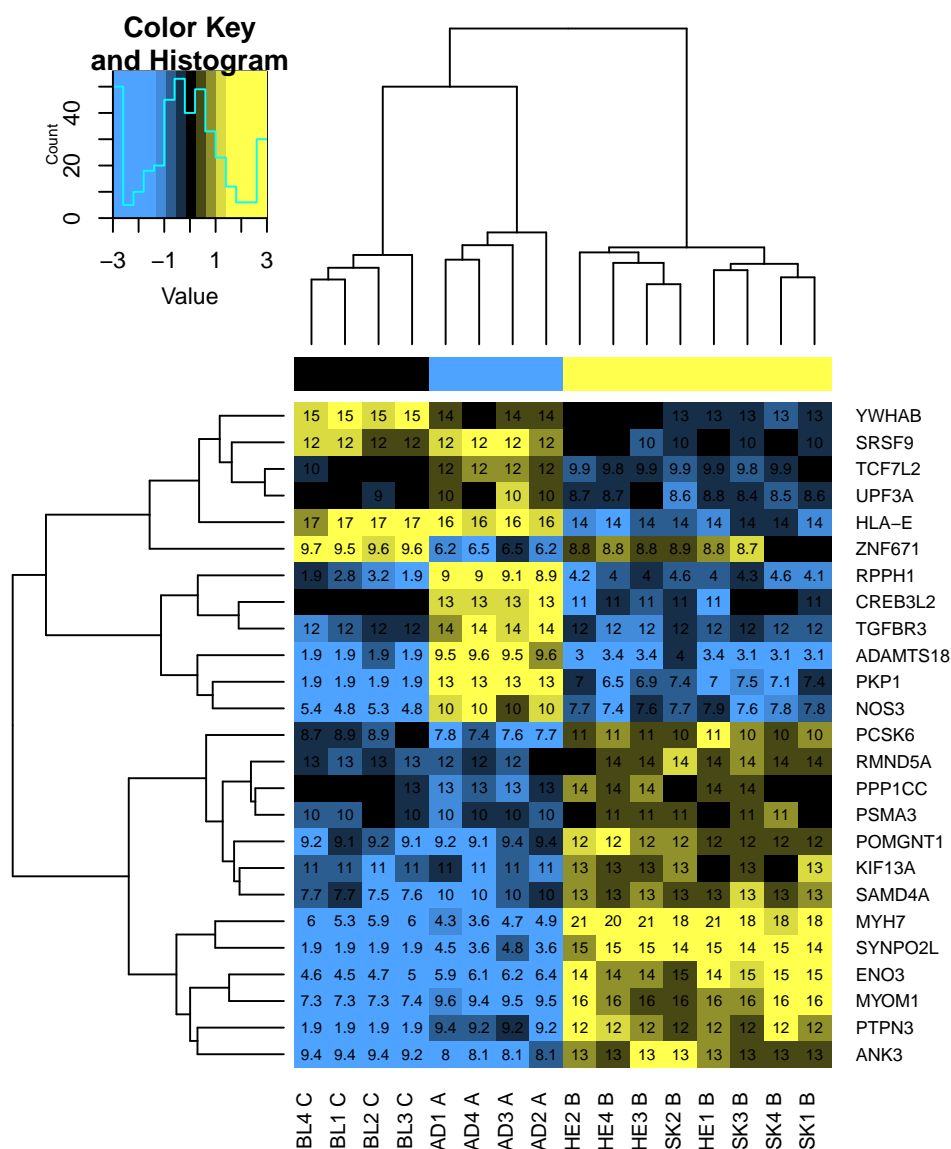 Color Key
and Histogram
Count
0 20 40
−3 −1 1 3
Value
15 15 15 15 14 14 14 13 13 13 13 13 YWHAB
12 12 12 12 12 12 12 12 10 10 10 10 SRSF9
10 12 12 12 12 9.9 9.8 9.9 9.9 9.9 9.8 9.9 TCF7L2
9 10 10 10 8.7 8.7 8.6 8.8 8.4 8.5 8.6 UPF3A
17 17 17 17 16 16 16 16 14 14 14 14 14 14 14 14 HLA−E
9.7 9.5 9.6 9.6 6.2 6.5 6.5 6.2 8.8 8.8 8.8 8.9 8.8 8.7 ZNF671
1.9 2.8 3.2 1.9 9 9 9.1 8.9 4.2 4 4 4.6 4 4.3 4.6 4.1 RPPH1
13 13 13 13 11 11 11 11 11 11 CREB3L2
12 12 12 12 14 14 14 14 12 12 12 12 12 12 12 12 TGFBR3
1.9 1.9 1.9 1.9 9.5 9.6 9.5 9.6 3 3.4 3.4 4 3.4 3.1 3.1 3.1 ADAMTS18
1.9 1.9 1.9 1.9 13 13 13 13 7 6.5 6.9 7.4 7 7.5 7.1 7.4 PKP1
5.4 4.8 5.3 4.8 10 10 10 10 7.7 7.4 7.6 7.7 7.9 7.6 7.8 7.8 NOS3
8.7 8.9 8.9 7.8 7.4 7.6 7.7 11 11 11 10 11 10 10 10 PCSK6
13 13 13 13 12 12 12 14 14 14 14 14 14 14 RMND5A
13 13 13 13 13 14 14 14 14 14 PPP1CC
10 10 10 10 10 10 10 11 11 11 11 11 PSMA3
9.2 9.1 9.2 9.1 9.2 9.1 9.4 9.4 12 12 12 12 12 12 12 12 POMGNT1
11 11 11 11 11 11 11 11 13 13 13 13 13 13 KIF13A
7.7 7.7 7.5 7.6 10 10 10 10 13 13 13 13 13 13 13 13 SAMD4A
6 5.3 5.9 6 4.3 3.6 4.7 4.9 21 20 21 18 21 18 18 18 MYH7
1.9 1.9 1.9 1.9 4.5 3.6 4.8 3.6 15 15 15 14 15 14 15 14 SYNPO2L
4.6 4.5 4.7 5 5.9 6.1 6.2 6.4 14 14 14 15 14 15 15 15 ENO3
7.3 7.3 7.3 7.4 9.6 9.4 9.5 9.5 16 16 16 16 16 16 16 16 MYOM1
1.9 1.9 1.9 1.9 9.4 9.2 9.2 9.2 12 12 12 12 12 12 12 12 PTPN3
9.4 9.4 9.4 9.2 8 8.1 8.1 8.1 13 13 13 13 13 13 13 13 ANK3
BL4 C BL1 C BL2 C BL3 C AD1 A AD4 A AD3 A AD2 A HE2 B HE4 B HE3 B SK2 B HE1 B SK3 B SK4 B SK1 B